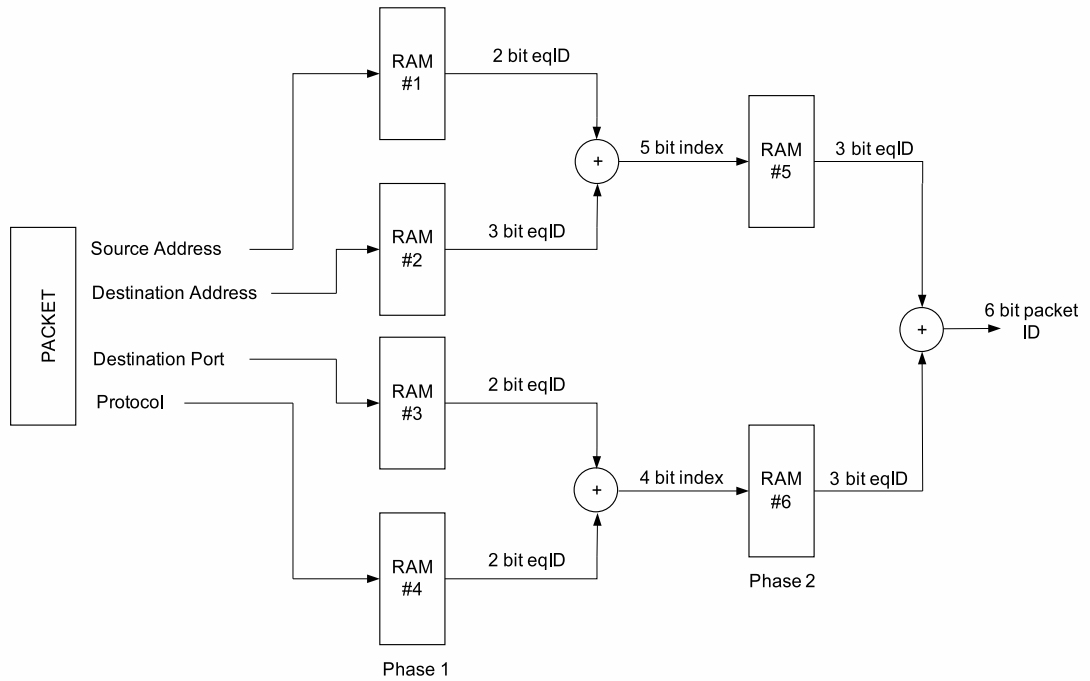 PACKET
Source Address
Destination Address
Destination Port
Protocol
RAM
#1
RAM
#2
RAM
#3
RAM
#4
Phase 1
2 bit eqID
3 bit eqID
2 bit eqID
2 bit eqID
+
+
5 bit index
4 bit index
RAM
#5
RAM
#6
Phase 2
3 bit eqID
3 bit eqID
+
6 bit packet
ID